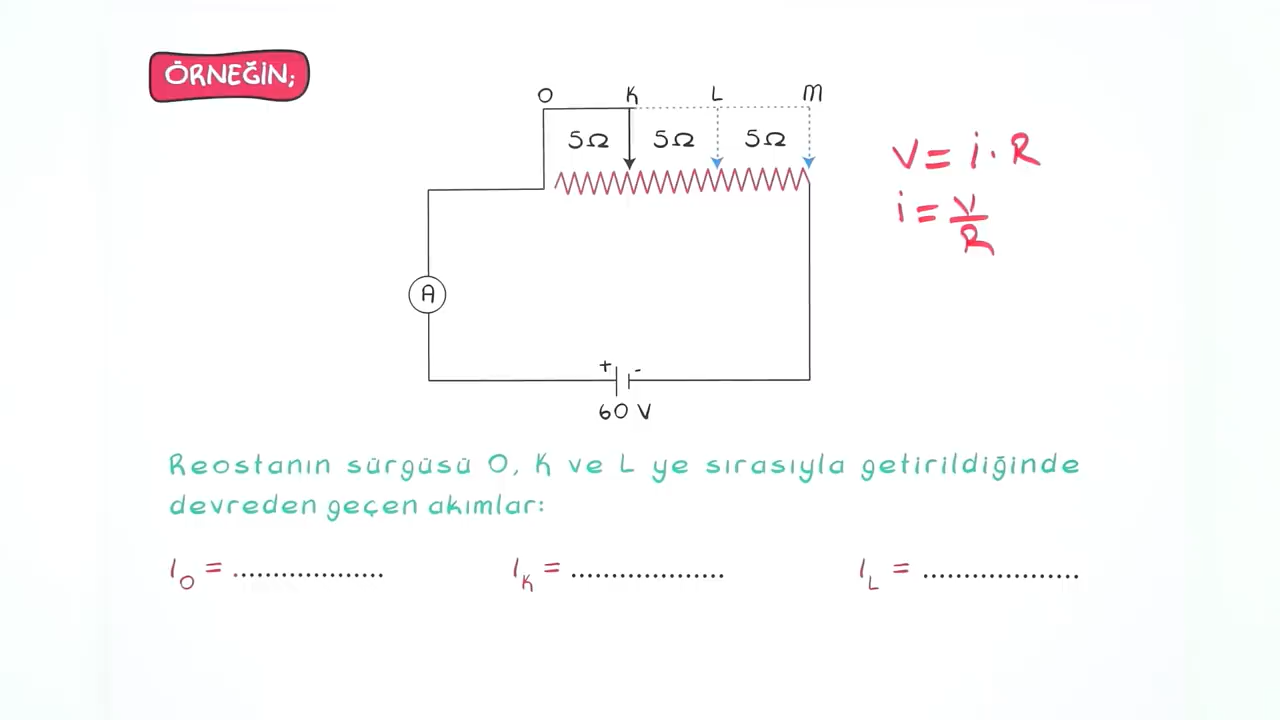 ÖRNEĞİN;
O K L M
5Ω 5Ω 5Ω
V = i . R
i = V/R
A
+ -
60 V
Reostanın sürgüsü O, K ve L ye sırasıyla getirildiğinde
devreden geçen akımlar:
I_O = ................... I_K = ................... I_L = ...................